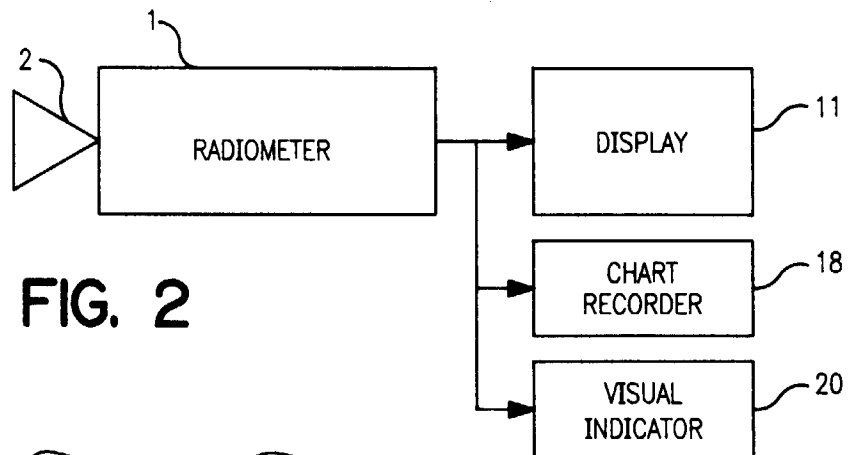 1
2
RADIOMETER
DISPLAY
11
CHART
RECORDER
18
FIG. 2
VISUAL
INDICATOR
20